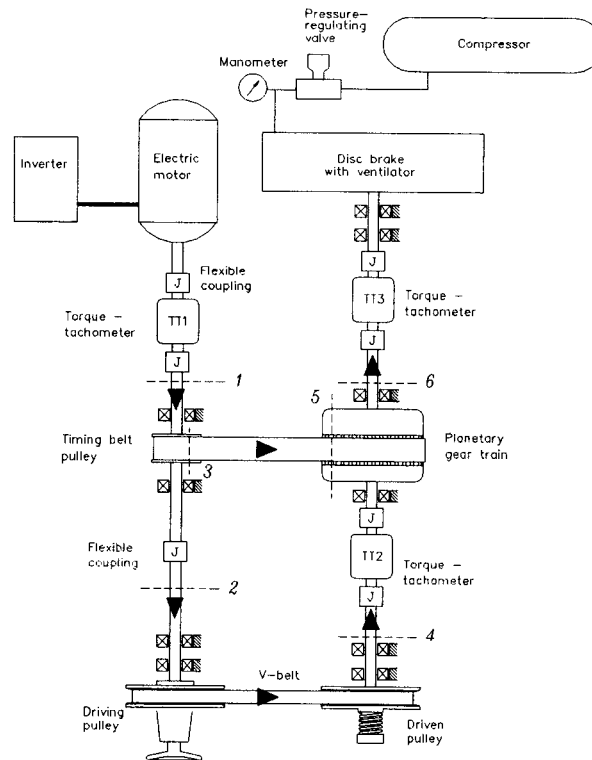 Pressure-
regulating
valve
Compressor
Manometer
Inverter
Electric
motor
Disc brake
with ventilator
J
Flexible
coupling
J
Torque -
tachometer
TT1
TT3
Torque -
tachometer
J
J
1
5
6
Timing belt
pulley
3
Planetary
gear train
J
Flexible
coupling
J
TT2
Torque -
tachometer
2
J
4
V-belt
Driving
pulley
Driven
pulley